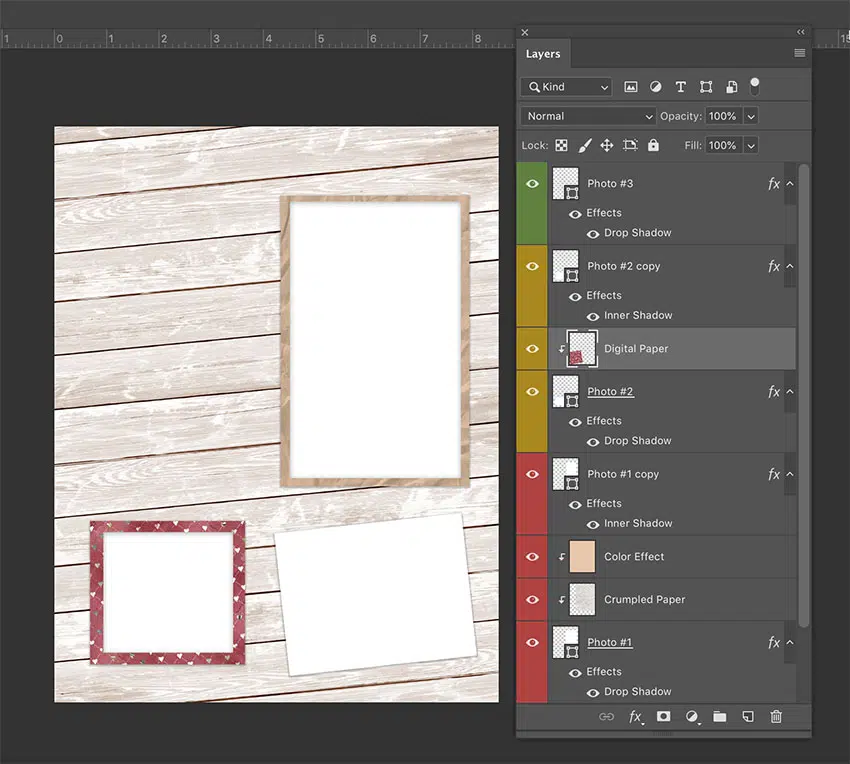 1 0 1 2 3 4 5 6 7 8 15
Layers
Kind
Normal Opacity: 100%
Lock: Fill: 100%
Photo #3 fx
Effects
Drop Shadow
Photo #2 copy fx
Effects
Inner Shadow
Digital Paper
Photo #2 fx
Effects
Drop Shadow
Photo #1 copy fx
Effects
Inner Shadow
Color Effect
Crumpled Paper
Photo #1 fx
Effects
Drop Shadow
fx